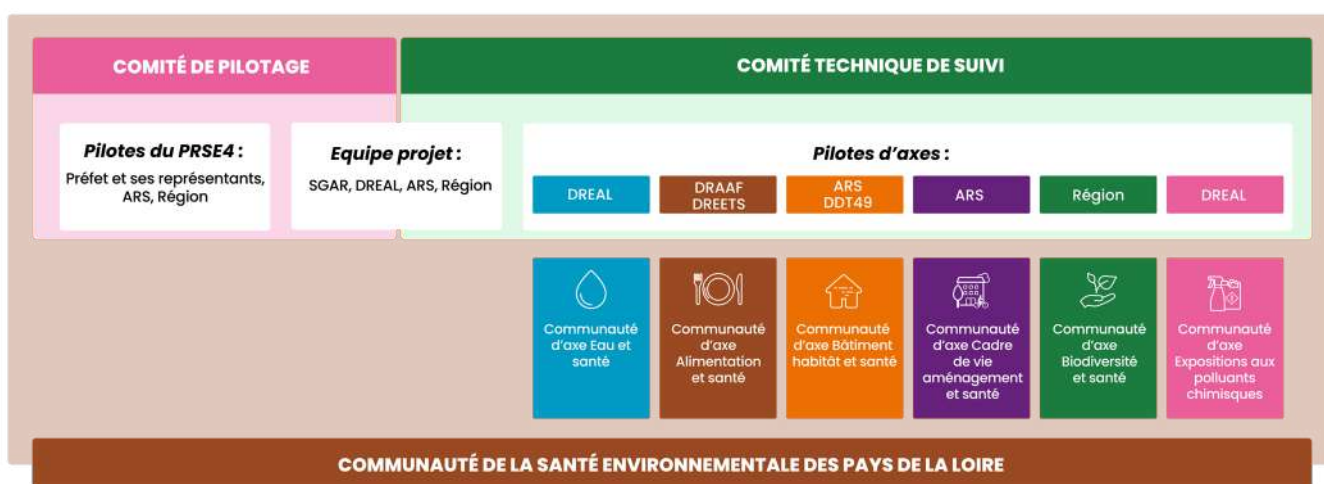 COMITÉ DE PILOTAGE
COMITÉ TECHNIQUE DE SUIVI
Pilotes du PRSE4 :
Préfet et ses représentants,
ARS, Région
Equipe projet :
SGAR, DREAL, ARS, Région
Pilotes d'axes :
DREAL
DRAAF
DREETS
ARS
DDT49
ARS
Région
DREAL
Communauté
d'axe Eau et
santé
Communauté
d'axe
Alimentation
et santé
Communauté
d'axe Bâtiment
habitât et santé
Communauté
d'axe Cadre
de vie
aménagement
et santé
Communauté
d'axe
Biodiversité
et santé
Communauté
d'axe
Expositions aux
polluants
chimisques
COMMUNAUTÉ DE LA SANTÉ ENVIRONNEMENTALE DES PAYS DE LA LOIRE